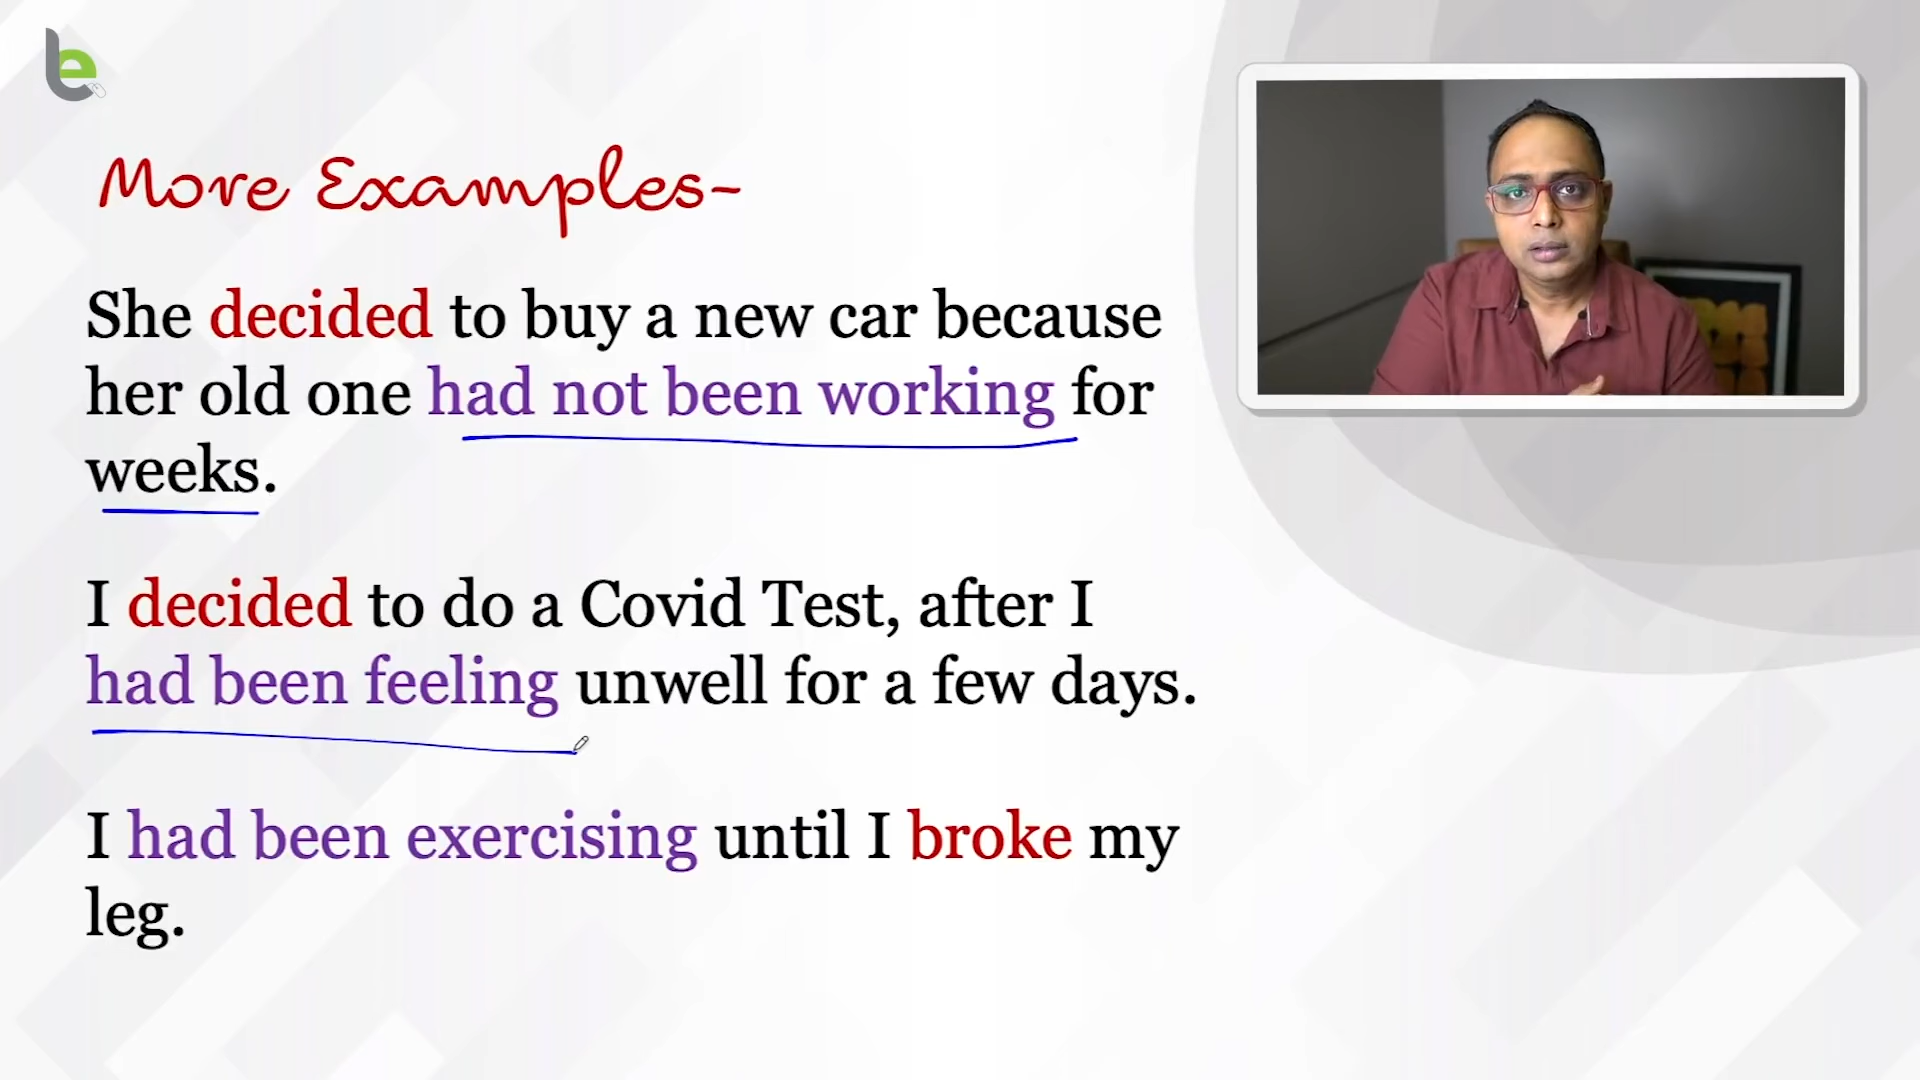 be
More Examples-
She decided to buy a new car because
her old one had not been working for
weeks.
I decided to do a Covid Test, after I
had been feeling unwell for a few days.
I had been exercising until I broke my
leg.